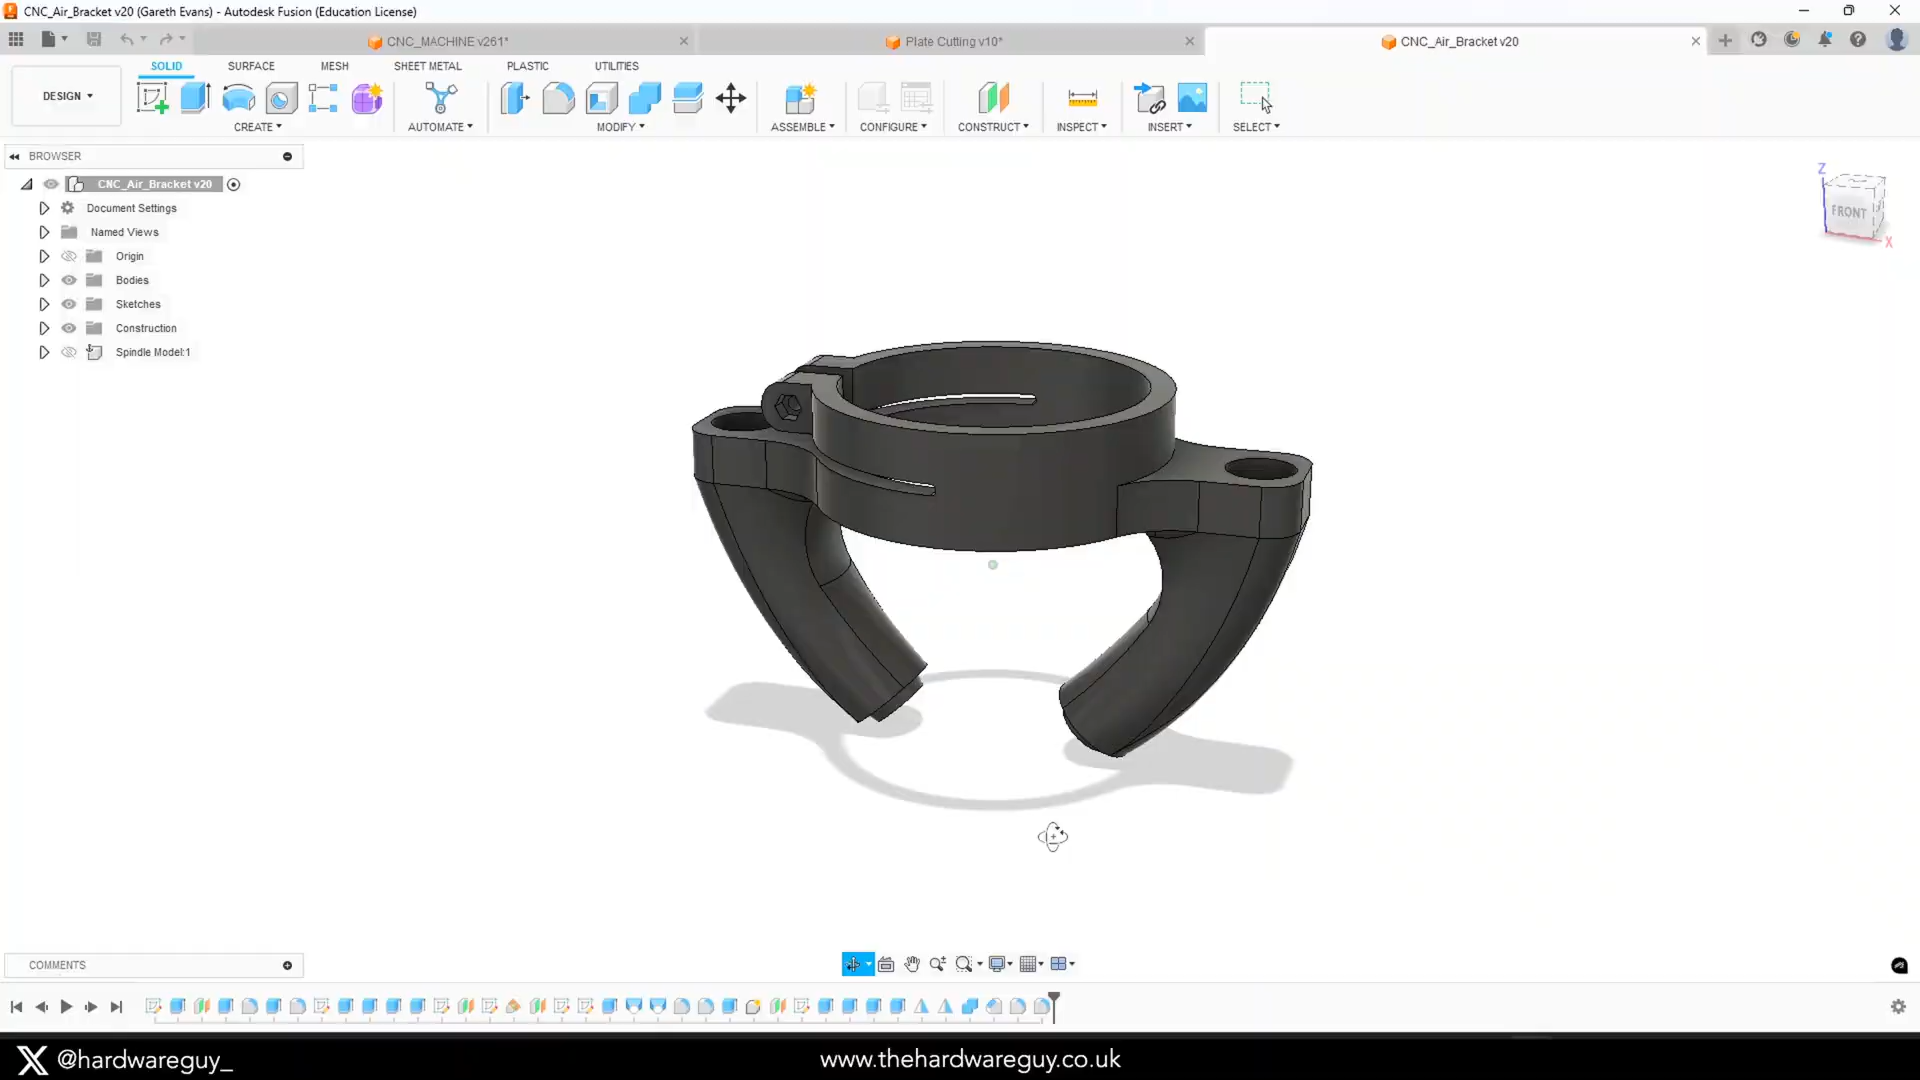 CNC_Air_Bracket v20 (Gareth Evans) - Autodesk Fusion (Education License)
CNC_MACHINE v261*
Plate Cutting v10*
CNC_Air_Bracket v20
SOLID
SURFACE
MESH
SHEET METAL
PLASTIC
UTILITIES
DESIGN
CREATE
AUTOMATE
MODIFY
ASSEMBLE
CONFIGURE
CONSTRUCT
INSPECT
INSERT
SELECT
BROWSER
CNC_Air_Bracket v20
Document Settings
Named Views
Origin
Bodies
Sketches
Construction
Spindle Model:1
Z
FRONT
X
COMMENTS
@hardwareguy_
www.thehardwareguy.co.uk